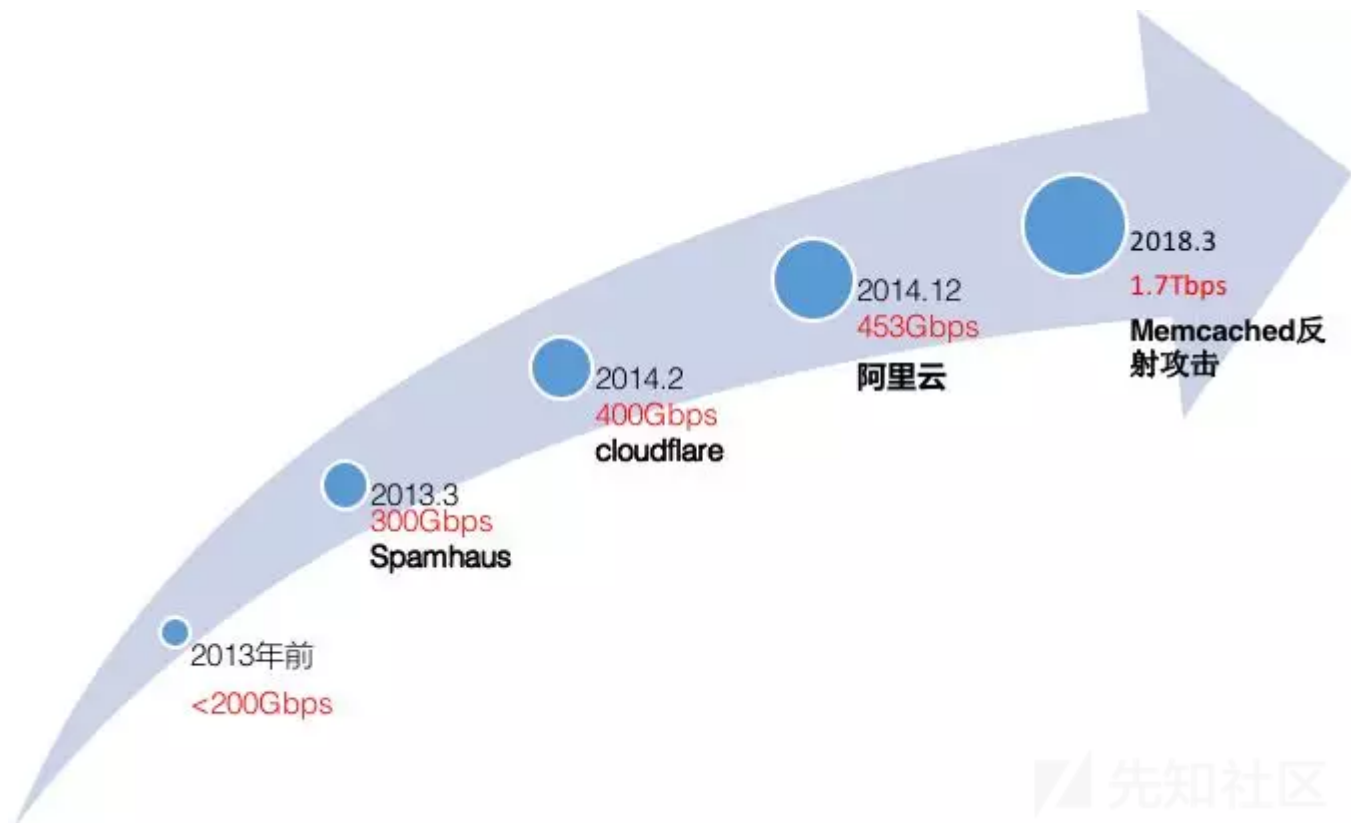 2013年前
<200Gbps
2013.3
300Gbps
Spamhaus
2014.2
400Gbps
cloudflare
2014.12
453Gbps
阿里云
2018.3
1.7Tbps
Memcached反
射攻击
先知社区